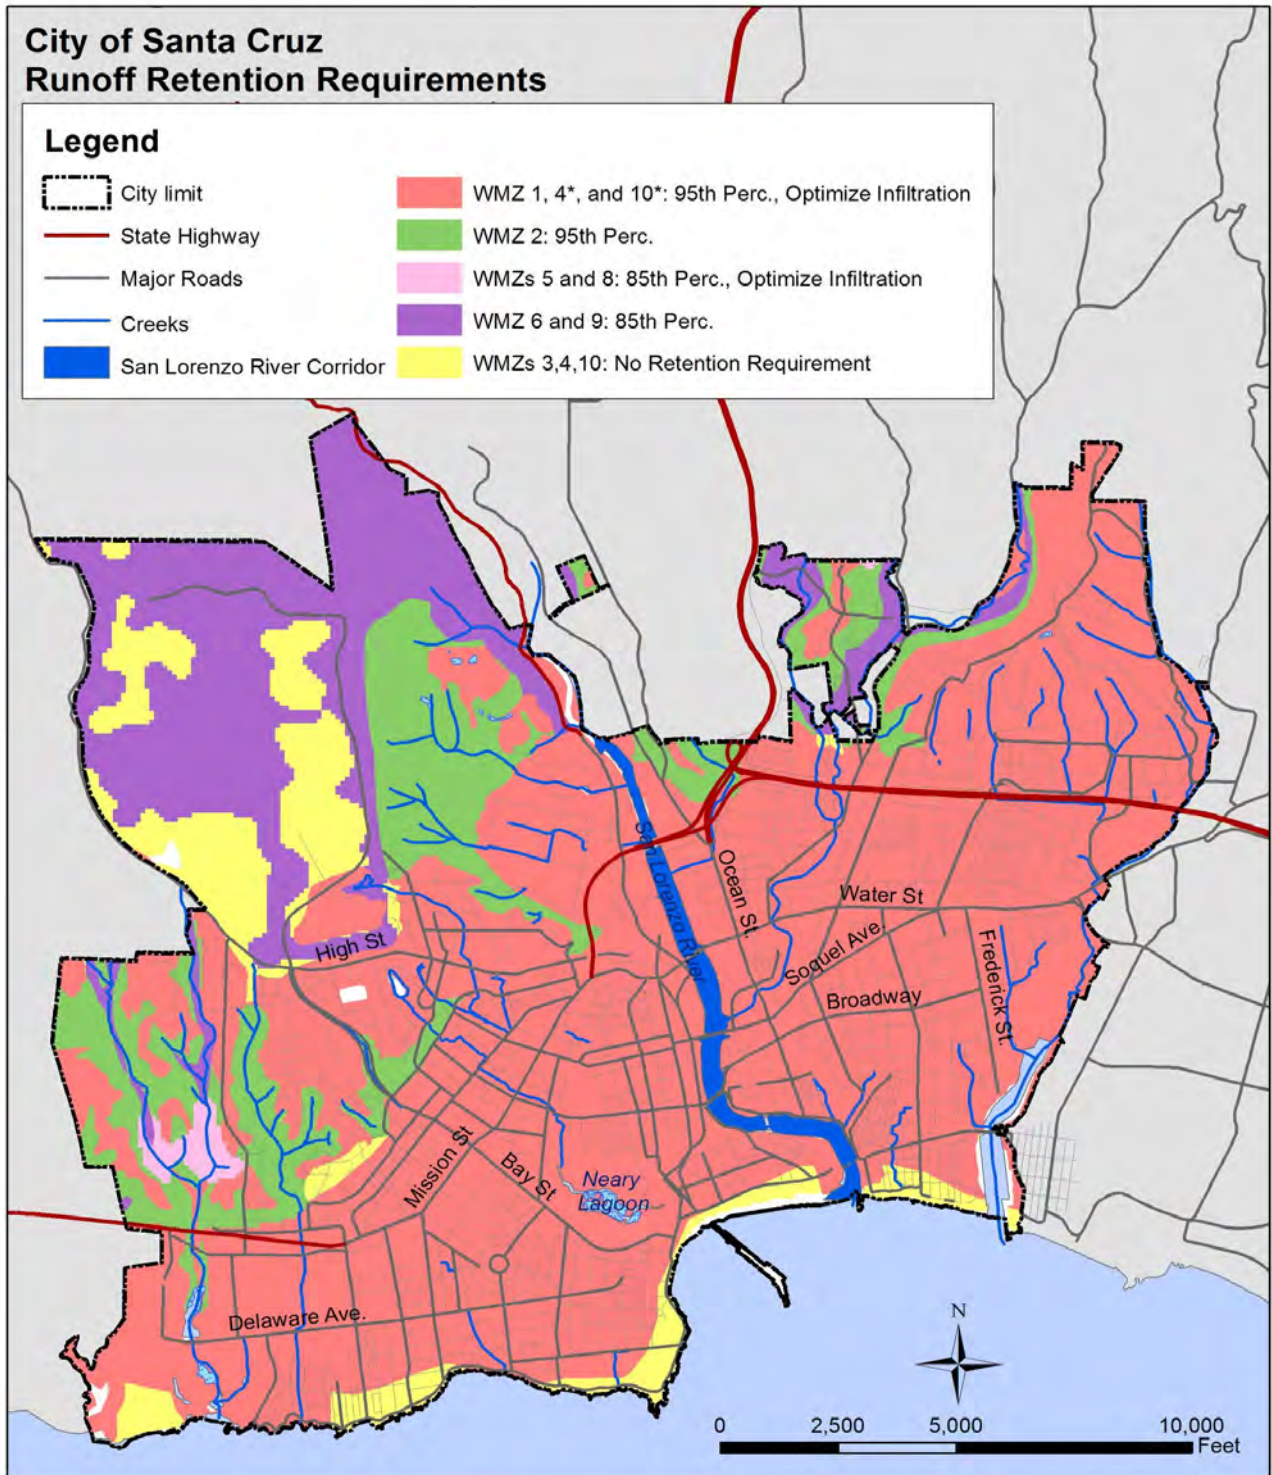 City of Santa Cruz
Runoff Retention Requirements
Legend
City limit
State Highway
Major Roads
Creeks
San Lorenzo River Corridor
WMZ 1, 4*, and 10*: 95th Perc., Optimize Infiltration
WMZ 2: 95th Perc.
WMZs 5 and 8: 85th Perc., Optimize Infiltration
WMZ 6 and 9: 85th Perc.
WMZs 3,4,10: No Retention Requirement
San Lorenzo River
Ocean St.
Water St
High St
Soquel Ave.
Frederick St.
Broadway
Mission St
Bay St
Neary
Lagoon
Delaware Ave.
N
0 2,500 5,000 10,000
Feet